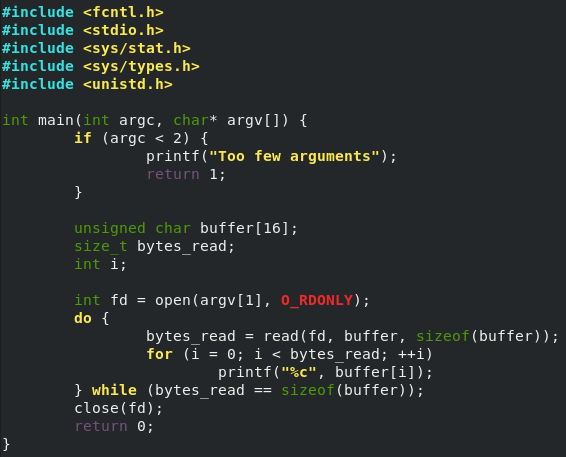 #include <fcntl.h>
#include <stdio.h>
#include <sys/stat.h>
#include <sys/types.h>
#include <unistd.h>

int main(int argc, char* argv[]) {
        if (argc < 2) {
                printf("Too few arguments");
                return 1;
        }

        unsigned char buffer[16];
        size_t bytes_read;
        int i;

        int fd = open(argv[1], O_RDONLY);
        do {
                bytes_read = read(fd, buffer, sizeof(buffer));
                for (i = 0; i < bytes_read; ++i)
                        printf("%c", buffer[i]);
        } while (bytes_read == sizeof(buffer));
        close(fd);
        return 0;
}